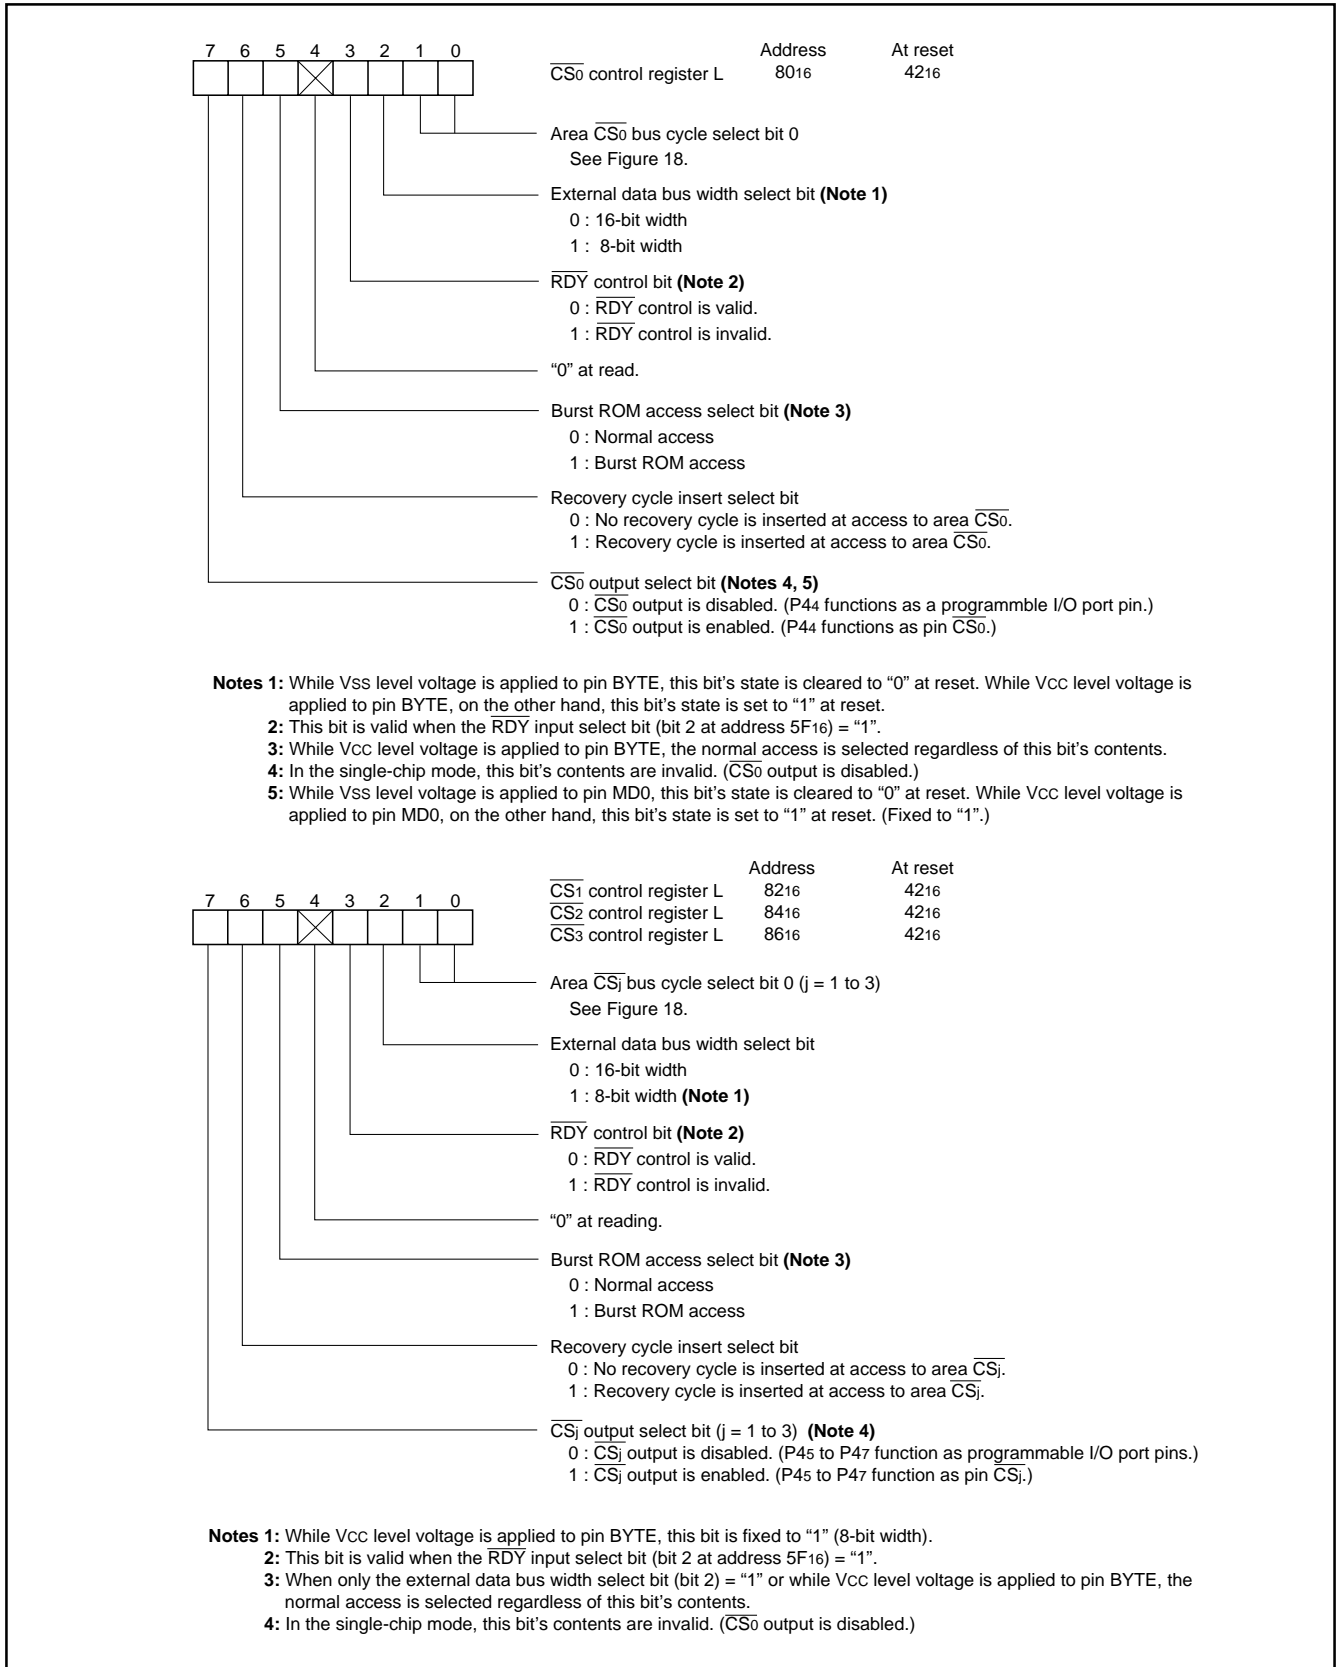 Address At reset
7 6 5 4 3 2 1 0
CS0 control register L 8016 4216
Area CS0 bus cycle select bit 0
See Figure 18.
External data bus width select bit (Note 1)
0 : 16-bit width
1 : 8-bit width
RDY control bit (Note 2)
0 : RDY control is valid.
1 : RDY control is invalid.
“0” at read.
Burst ROM access select bit (Note 3)
0 : Normal access
1 : Burst ROM access
Recovery cycle insert select bit
0 : No recovery cycle is inserted at access to area CS0.
1 : Recovery cycle is inserted at access to area CS0.
CS0 output select bit (Notes 4, 5)
0 : CS0 output is disabled. (P44 functions as a programmble I/O port pin.)
1 : CS0 output is enabled. (P44 functions as pin CS0.)
Notes 1: While VSS level voltage is applied to pin BYTE, this bit’s state is cleared to “0” at reset. While VCC level voltage is
applied to pin BYTE, on the other hand, this bit’s state is set to “1” at reset.
2: This bit is valid when the RDY input select bit (bit 2 at address 5F16) = “1”.
3: While VCC level voltage is applied to pin BYTE, the normal access is selected regardless of this bit’s contents.
4: In the single-chip mode, this bit’s contents are invalid. (CS0 output is disabled.)
5: While VSS level voltage is applied to pin MD0, this bit’s state is cleared to “0” at reset. While VCC level voltage is
applied to pin MD0, on the other hand, this bit’s state is set to “1” at reset. (Fixed to “1”.)
Address At reset
CS1 control register L 8216 4216
7 6 5 4 3 2 1 0
CS2 control register L 8416 4216
CS3 control register L 8616 4216
Area CSj bus cycle select bit 0 (j = 1 to 3)
See Figure 18.
External data bus width select bit
0 : 16-bit width
1 : 8-bit width (Note 1)
RDY control bit (Note 2)
0 : RDY control is valid.
1 : RDY control is invalid.
“0” at reading.
Burst ROM access select bit (Note 3)
0 : Normal access
1 : Burst ROM access
Recovery cycle insert select bit
0 : No recovery cycle is inserted at access to area CSj.
1 : Recovery cycle is inserted at access to area CSj.
CSj output select bit (j = 1 to 3) (Note 4)
0 : CSj output is disabled. (P45 to P47 function as programmable I/O port pins.)
1 : CSj output is enabled. (P45 to P47 function as pin CSj.)
Notes 1: While VCC level voltage is applied to pin BYTE, this bit is fixed to “1” (8-bit width).
2: This bit is valid when the RDY input select bit (bit 2 at address 5F16) = “1”.
3: When only the external data bus width select bit (bit 2) = “1” or while VCC level voltage is applied to pin BYTE, the
normal access is selected regardless of this bit’s contents.
4: In the single-chip mode, this bit’s contents are invalid. (CS0 output is disabled.)